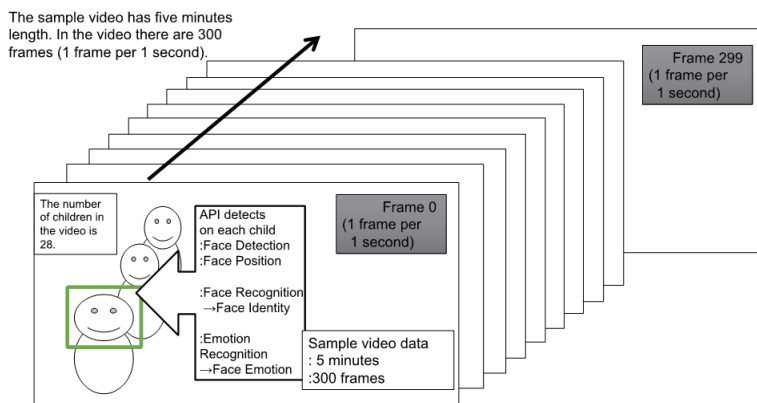 The sample video has five minutes
length. In the video there are 300
frames (1 frame per 1 second).
Frame 299
(1 frame per
1 second)
The number
of children in
the video is
28.
API detects
on each child
:Face Detection
:Face Position
:Face Recognition
→Face Identity
:Emotion
Recognition
→Face Emotion
Frame 0
(1 frame per
1 second)
Sample video data
: 5 minutes
:300 frames